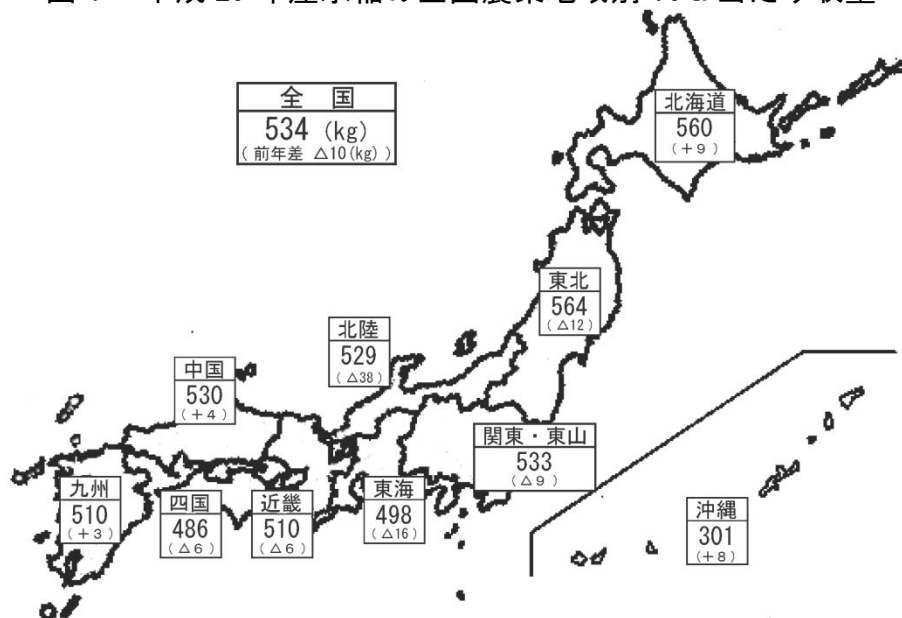 全 国
534 (kg)
( 前年差 △10(kg) )
北海道
560
(+9)
東北
564
(△12)
北陸
529
(△38)
中国
530
(+4)
関東・東山
533
(△9)
九州
510
(+3)
四国
486
(△6)
近畿
510
(△6)
東海
498
(△16)
沖縄
301
(+8)